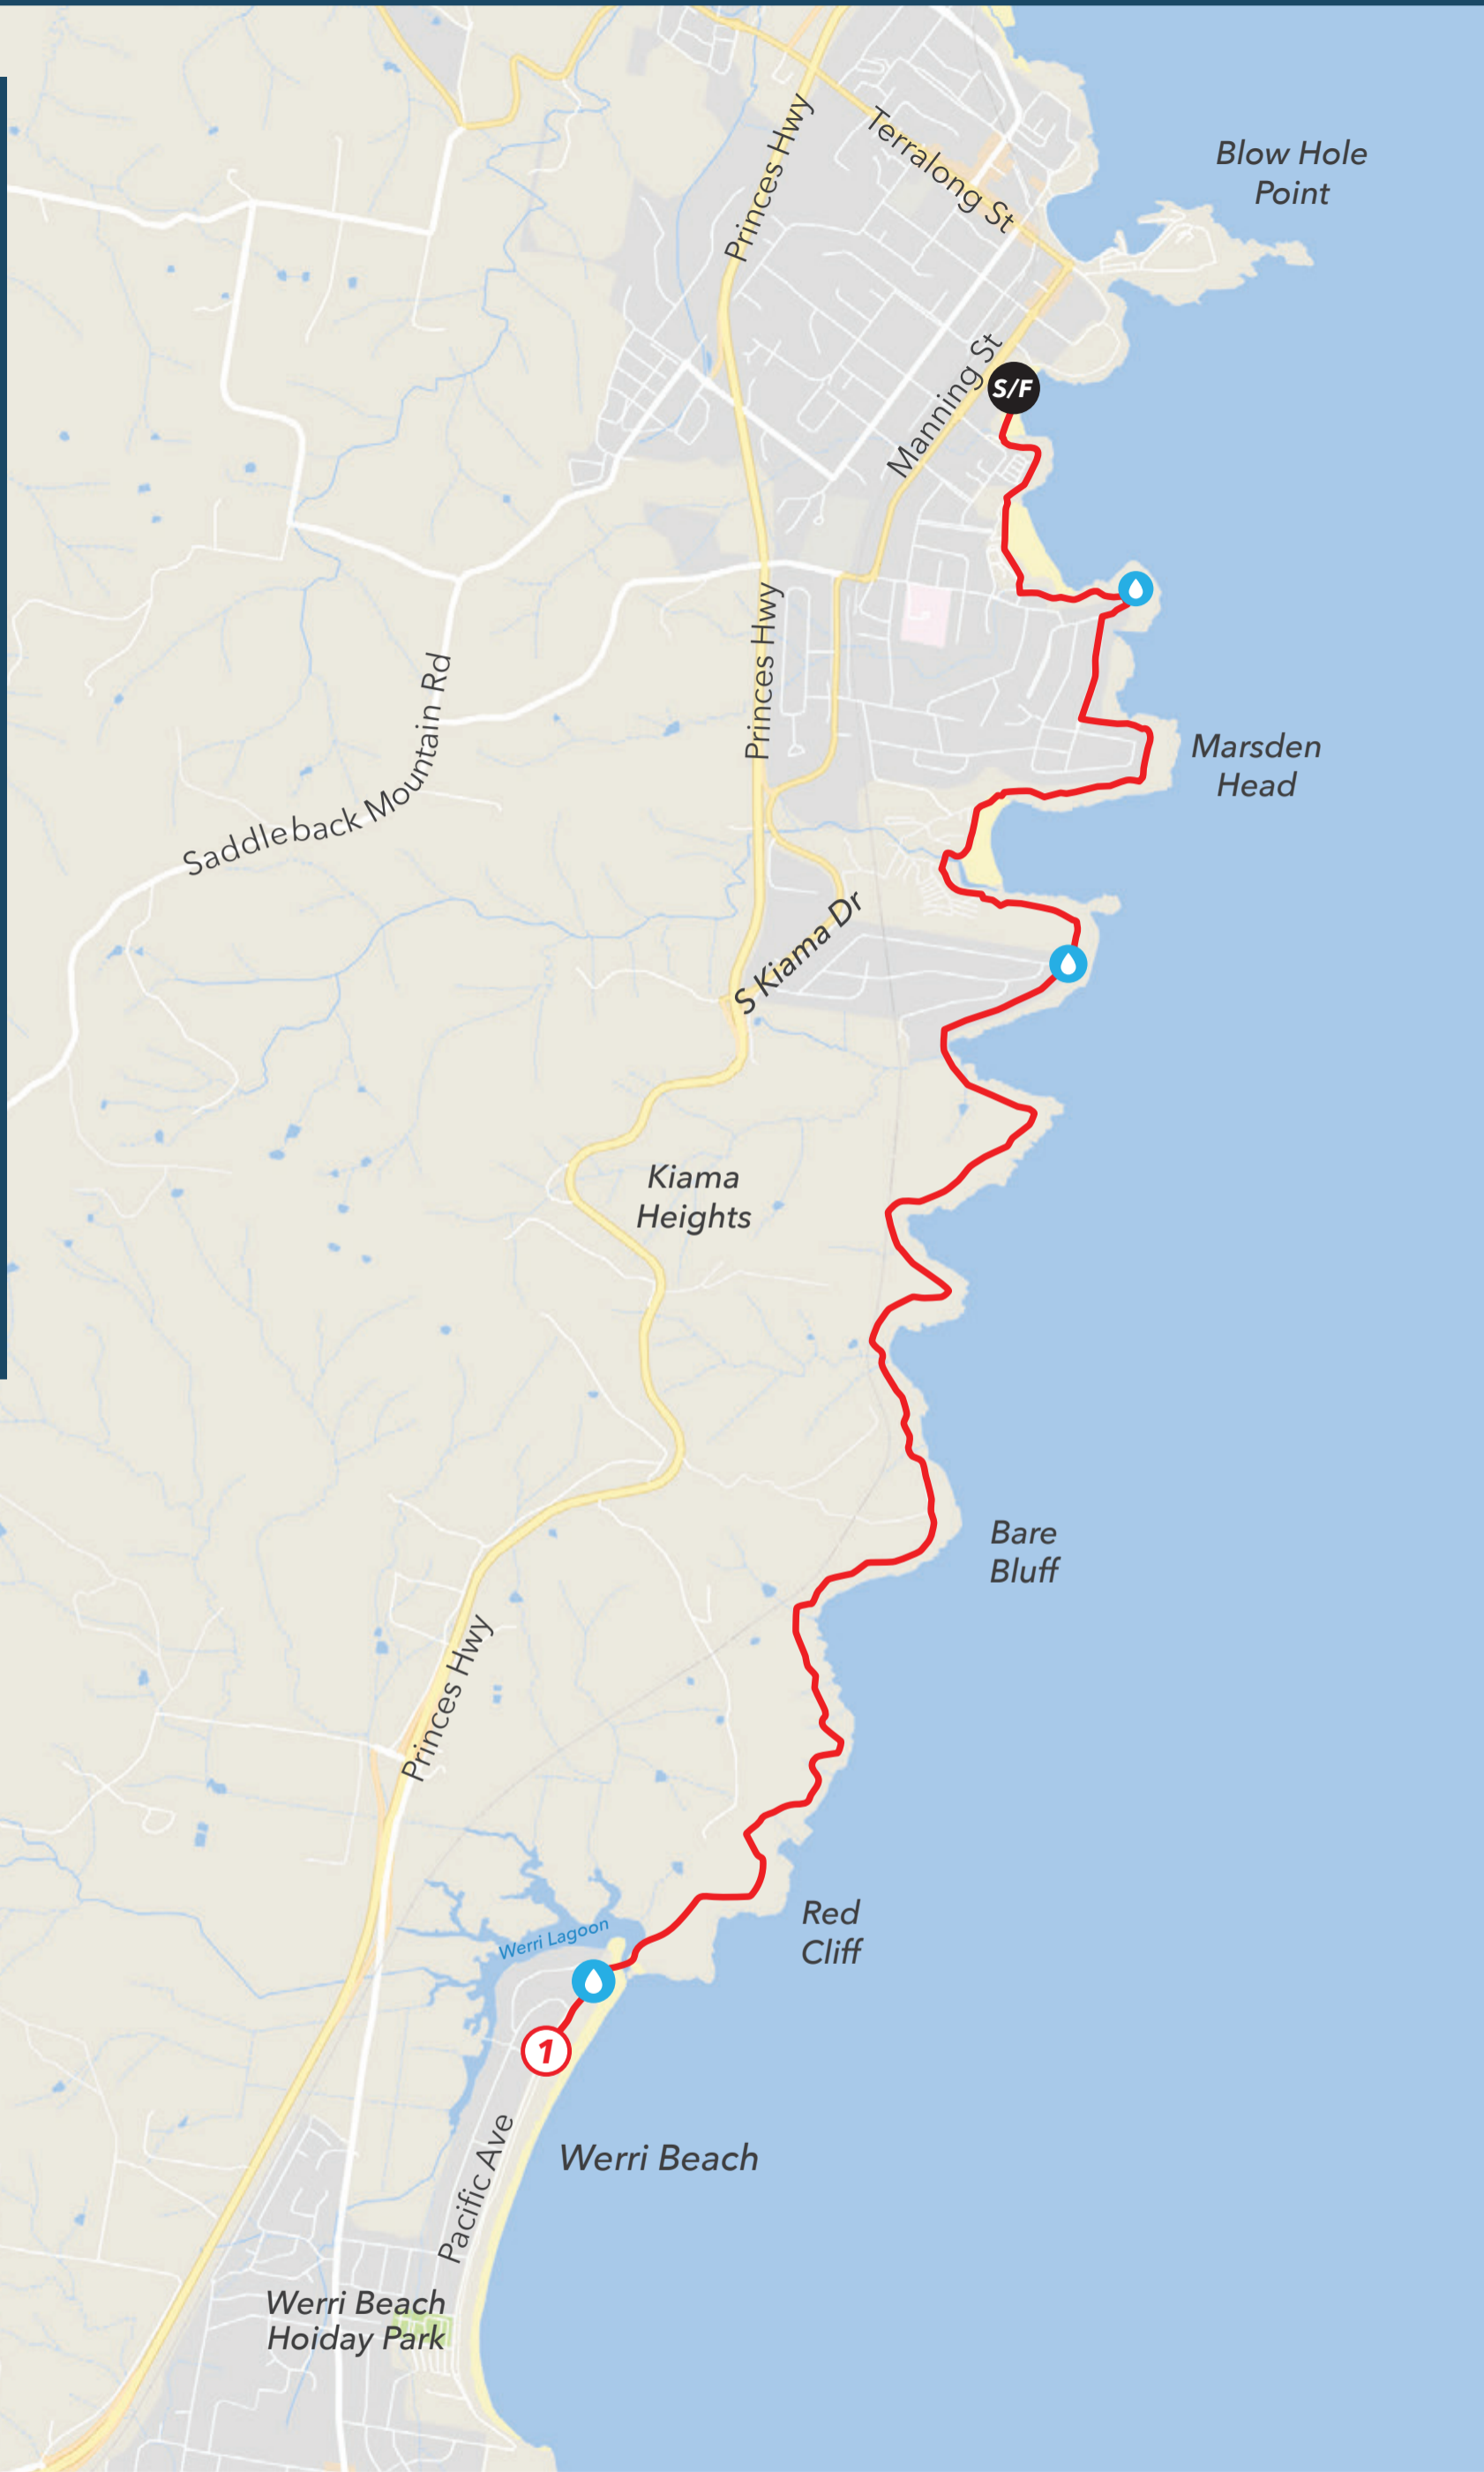 Princes Hwy
Terralong St
Blow Hole
Point
Manning St
S/F
Princes Hwy
Saddleback Mountain Rd
Marsden
Head
S Kiama Dr
Kiama
Heights
Bare
Bluff
Princes Hwy
Red
Cliff
Werri Lagoon
1
Werri Beach
Pacific Ave
Werri Beach
Hoiday Park